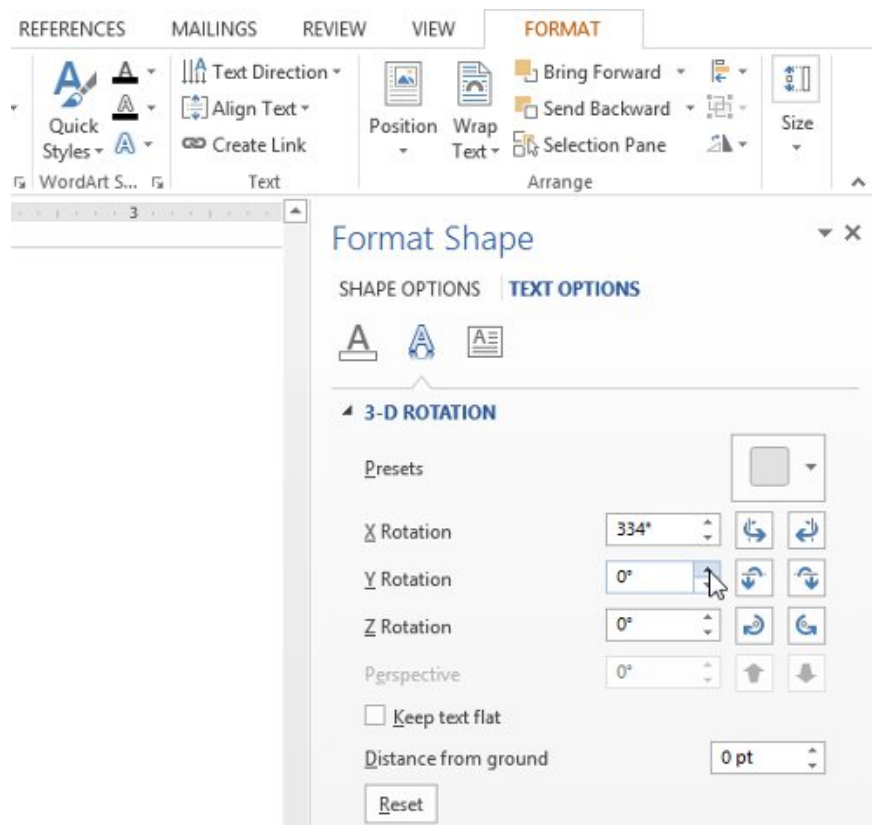 REFERENCES MAILINGS REVIEW VIEW FORMAT
Text Direction
Bring Forward
Align Text
Send Backward
Quick
Styles
Position
Wrap
Text
Size
Create Link
Selection Pane
WordArt S...
Text
Arrange
3
Format Shape
SHAPE OPTIONS TEXT OPTIONS
3-D ROTATION
Presets
X Rotation 334°
Y Rotation 0°
Z Rotation 0°
Perspective 0°
Keep text flat
Distance from ground 0 pt
Reset